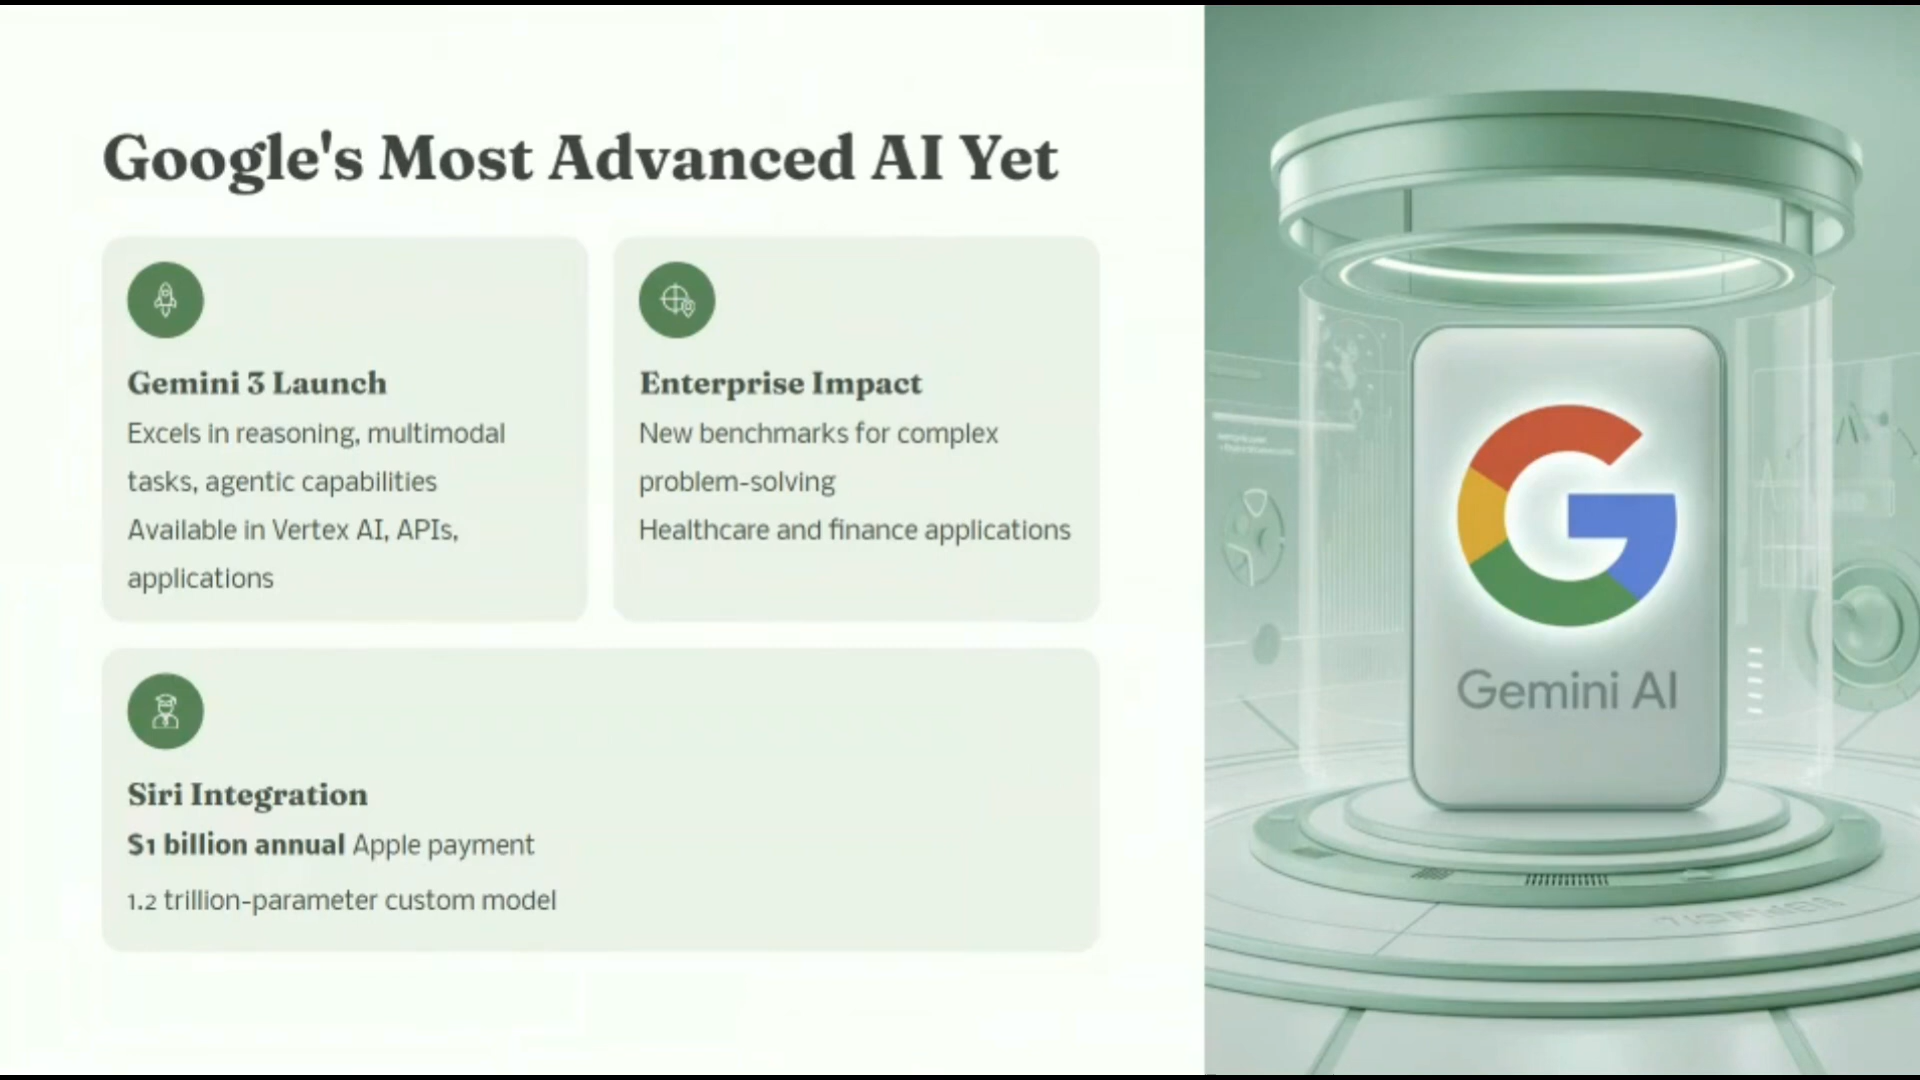 Google's Most Advanced AI Yet
Gemini 3 Launch
Excels in reasoning, multimodal
tasks, agentic capabilities
Available in Vertex AI, APIs,
applications
Enterprise Impact
New benchmarks for complex
problem-solving
Healthcare and finance applications
Siri Integration
$1 billion annual Apple payment
1.2 trillion-parameter custom model
Gemini AI